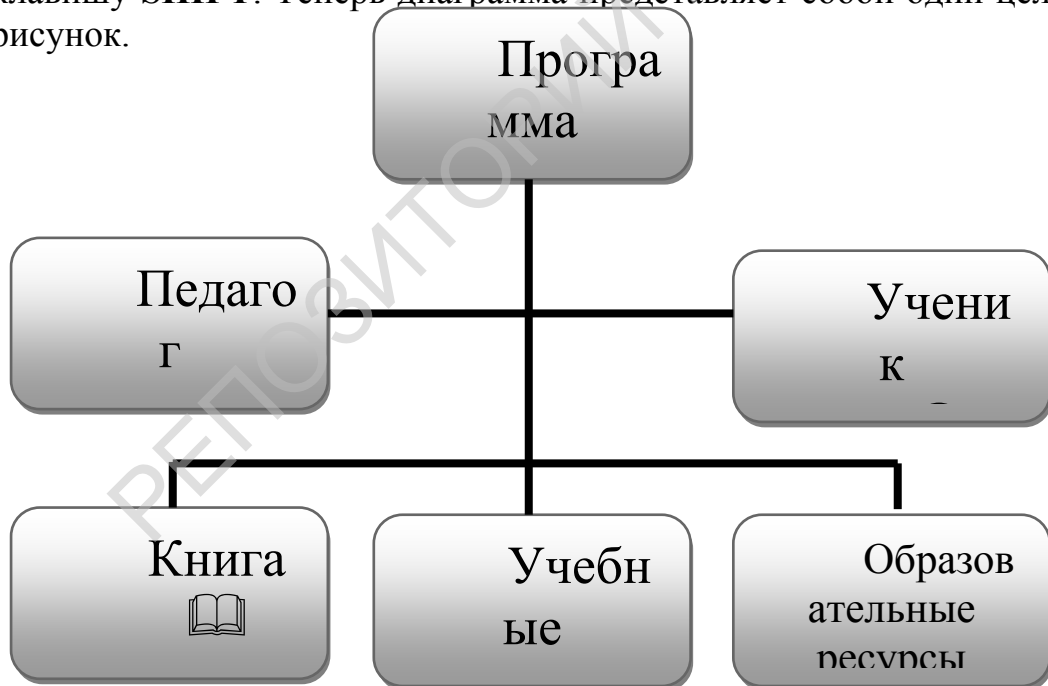 клавишу SHIFT. Теперь диаграмма представляет собой один цел
рисунок.
Програ
мма
Педаго
г
Учени
к
Книга
Учебн
ые
Образов
ательные
ресурсы
РЕПОЗИТОРИЙ